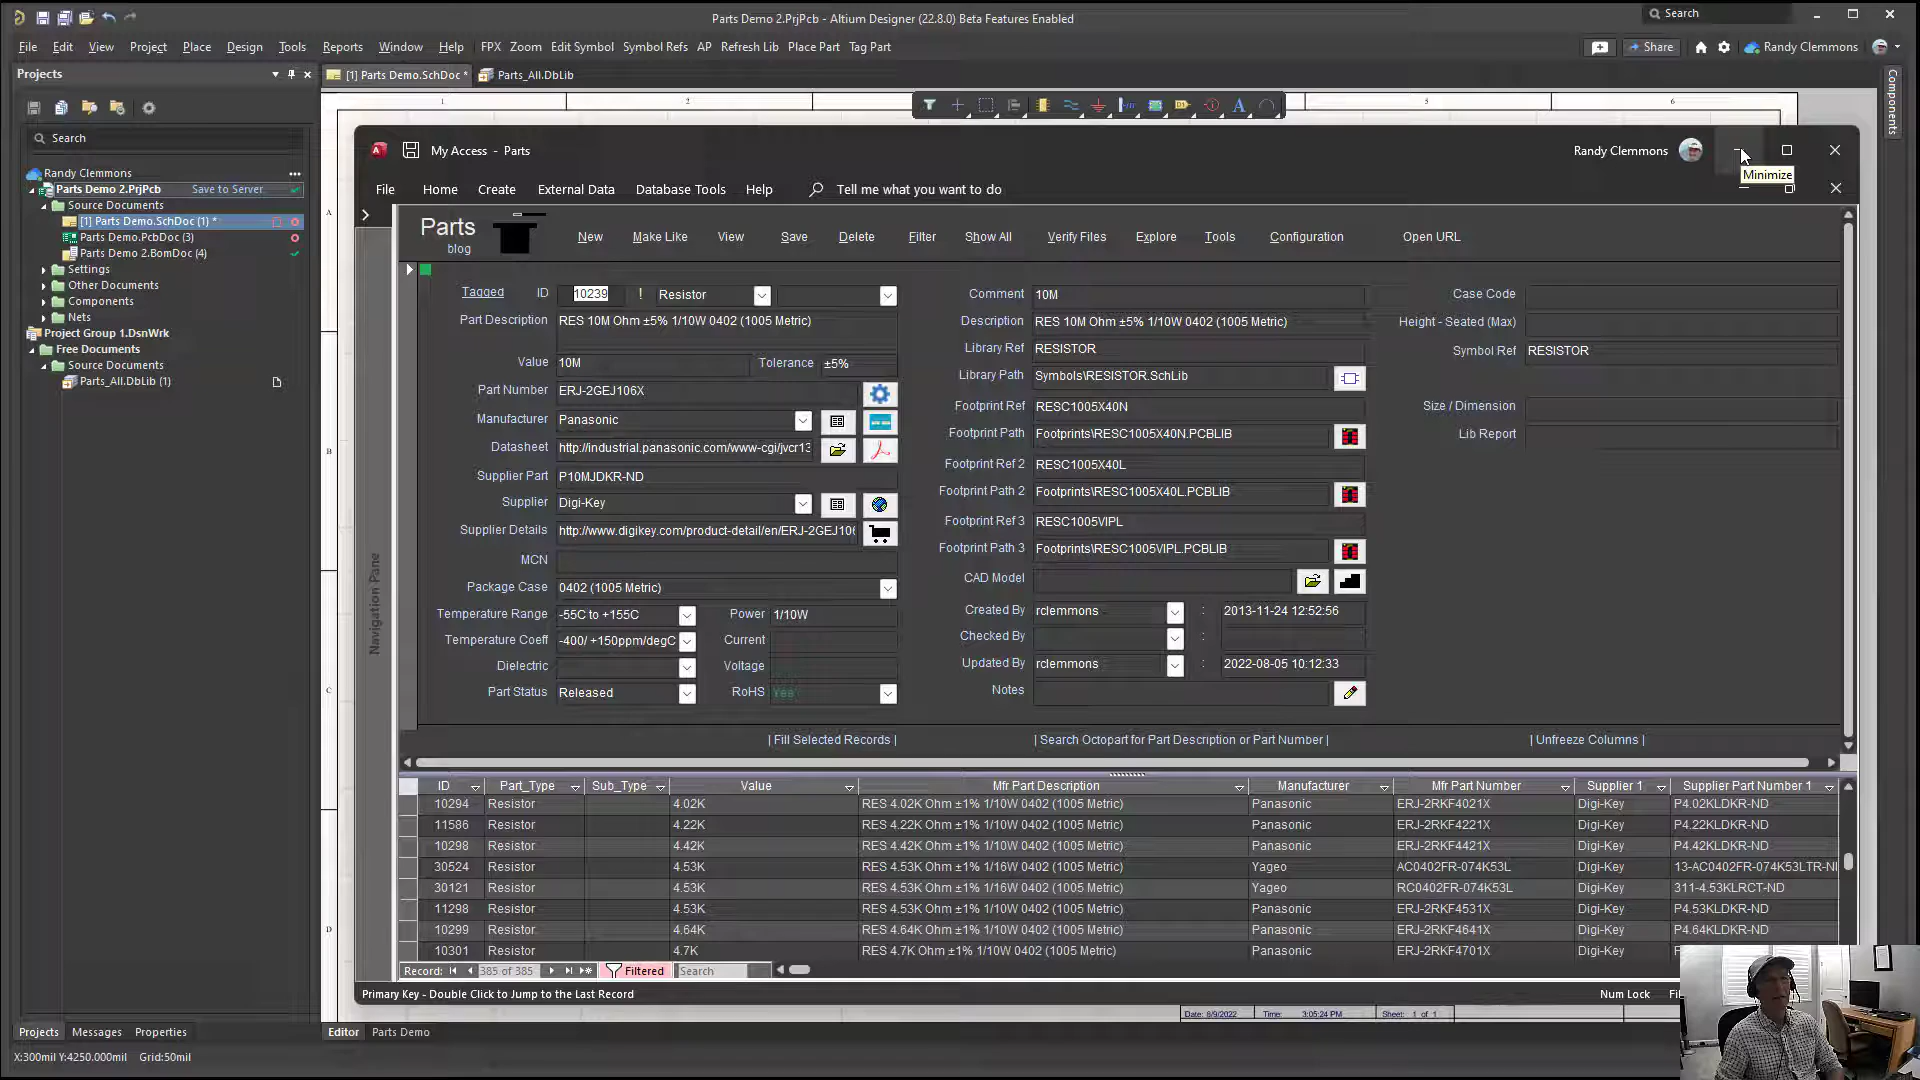 Parts Demo 2.PrjPcb - Altium Designer (22.8.0) Beta Features Enabled
Search
File Edit View Project Place Design Tools Reports Window Help FPX Zoom Edit Symbol Symbol Refs AP Refresh Lib Place Part Tag Part
Share
Randy Clemmons
Projects
[1] Parts Demo.SchDoc *
Parts_All.DbLib
Components
Search
1 2 5 6
A
B
C
D
Randy Clemmons
Parts Demo 2.PrjPcb Save to Server
Source Documents
[1] Parts Demo.SchDoc (1) *
Parts Demo.PcbDoc (3)
Parts Demo 2.BomDoc (4)
Settings
Other Documents
Components
Nets
Project Group 1.DsnWrk
Free Documents
Source Documents
Parts_All.DbLib (1)
My Access - Parts
Randy Clemmons
Minimize
File Home Create External Data Database Tools Help Tell me what you want to do
Navigation Pane
Parts
blog
New Make Like View Save Delete Filter Show All Verify Files Explore Tools Configuration Open URL
Tagged ID 10239 ! Resistor
Part Description RES 10M Ohm ±5% 1/10W 0402 (1005 Metric)
Value 10M Tolerance ±5%
Part Number ERJ-2GEJ106X
Manufacturer Panasonic
Datasheet http://industrial.panasonic.com/www-cgi/jvcr13
Supplier Part P10MJDKR-ND
Supplier Digi-Key
Supplier Details http://www.digikey.com/product-detail/en/ERJ-2GEJ10
MCN
Package Case 0402 (1005 Metric)
Temperature Range -55C to +155C Power 1/10W
Temperature Coeff -400/ +150ppm/degC Current
Dielectric Voltage
Part Status Released RoHS Yes
Comment 10M
Description RES 10M Ohm ±5% 1/10W 0402 (1005 Metric)
Library Ref RESISTOR
Library Path Symbols\RESISTOR.SchLib
Footprint Ref RESC1005X40N
Footprint Path Footprints\RESC1005X40N.PCBLIB
Footprint Ref 2 RESC1005X40L
Footprint Path 2 Footprints\RESC1005X40L.PCBLIB
Footprint Ref 3 RESC1005VIPL
Footprint Path 3 Footprints\RESC1005VIPL.PCBLIB
CAD Model
Created By rclemmons : 2013-11-24 12:52:56
Checked By :
Updated By rclemmons : 2022-08-05 10:12:33
Notes
Case Code
Height - Seated (Max)
Symbol Ref RESISTOR
Size / Dimension
Lib Report
| Fill Selected Records | | Search Octopart for Part Description or Part Number | | Unfreeze Columns |
ID Part_Type Sub_Type Value Mfr Part Description Manufacturer Mfr Part Number Supplier 1 Supplier Part Number 1
10294 Resistor 4.02K RES 4.02K Ohm ±1% 1/10W 0402 (1005 Metric) Panasonic ERJ-2RKF4021X Digi-Key P4.02KLDKR-ND
11586 Resistor 4.22K RES 4.22K Ohm ±1% 1/10W 0402 (1005 Metric) Panasonic ERJ-2RKF4221X Digi-Key P4.22KLDKR-ND
10298 Resistor 4.42K RES 4.42K Ohm ±1% 1/10W 0402 (1005 Metric) Panasonic ERJ-2RKF4421X Digi-Key P4.42KLDKR-ND
30524 Resistor 4.53K RES 4.53K Ohm ±1% 1/16W 0402 (1005 Metric) Yageo AC0402FR-074K53L Digi-Key 13-AC0402FR-074K53LTR-N
30121 Resistor 4.53K RES 4.53K Ohm ±1% 1/16W 0402 (1005 Metric) Yageo RC0402FR-074K53L Digi-Key 311-4.53KLRCT-ND
11298 Resistor 4.53K RES 4.53K Ohm ±1% 1/10W 0402 (1005 Metric) Panasonic ERJ-2RKF4531X Digi-Key P4.53KLDKR-ND
10299 Resistor 4.64K RES 4.64K Ohm ±1% 1/10W 0402 (1005 Metric) Panasonic ERJ-2RKF4641X Digi-Key P4.64KLDKR-ND
10301 Resistor 4.7K RES 4.7K Ohm ±1% 1/10W 0402 (1005 Metric) Panasonic ERJ-2RKF4701X Digi-Key
Record: 385 of 385 Filtered Search
Primary Key - Double Click to Jump to the Last Record
Num Lock
Date: 8/9/2022 Time: 3:05:24 PM Sheet: 1 of 1
Projects Messages Properties
Editor Parts Demo
X:300mil Y:4250.000mil Grid:50mil